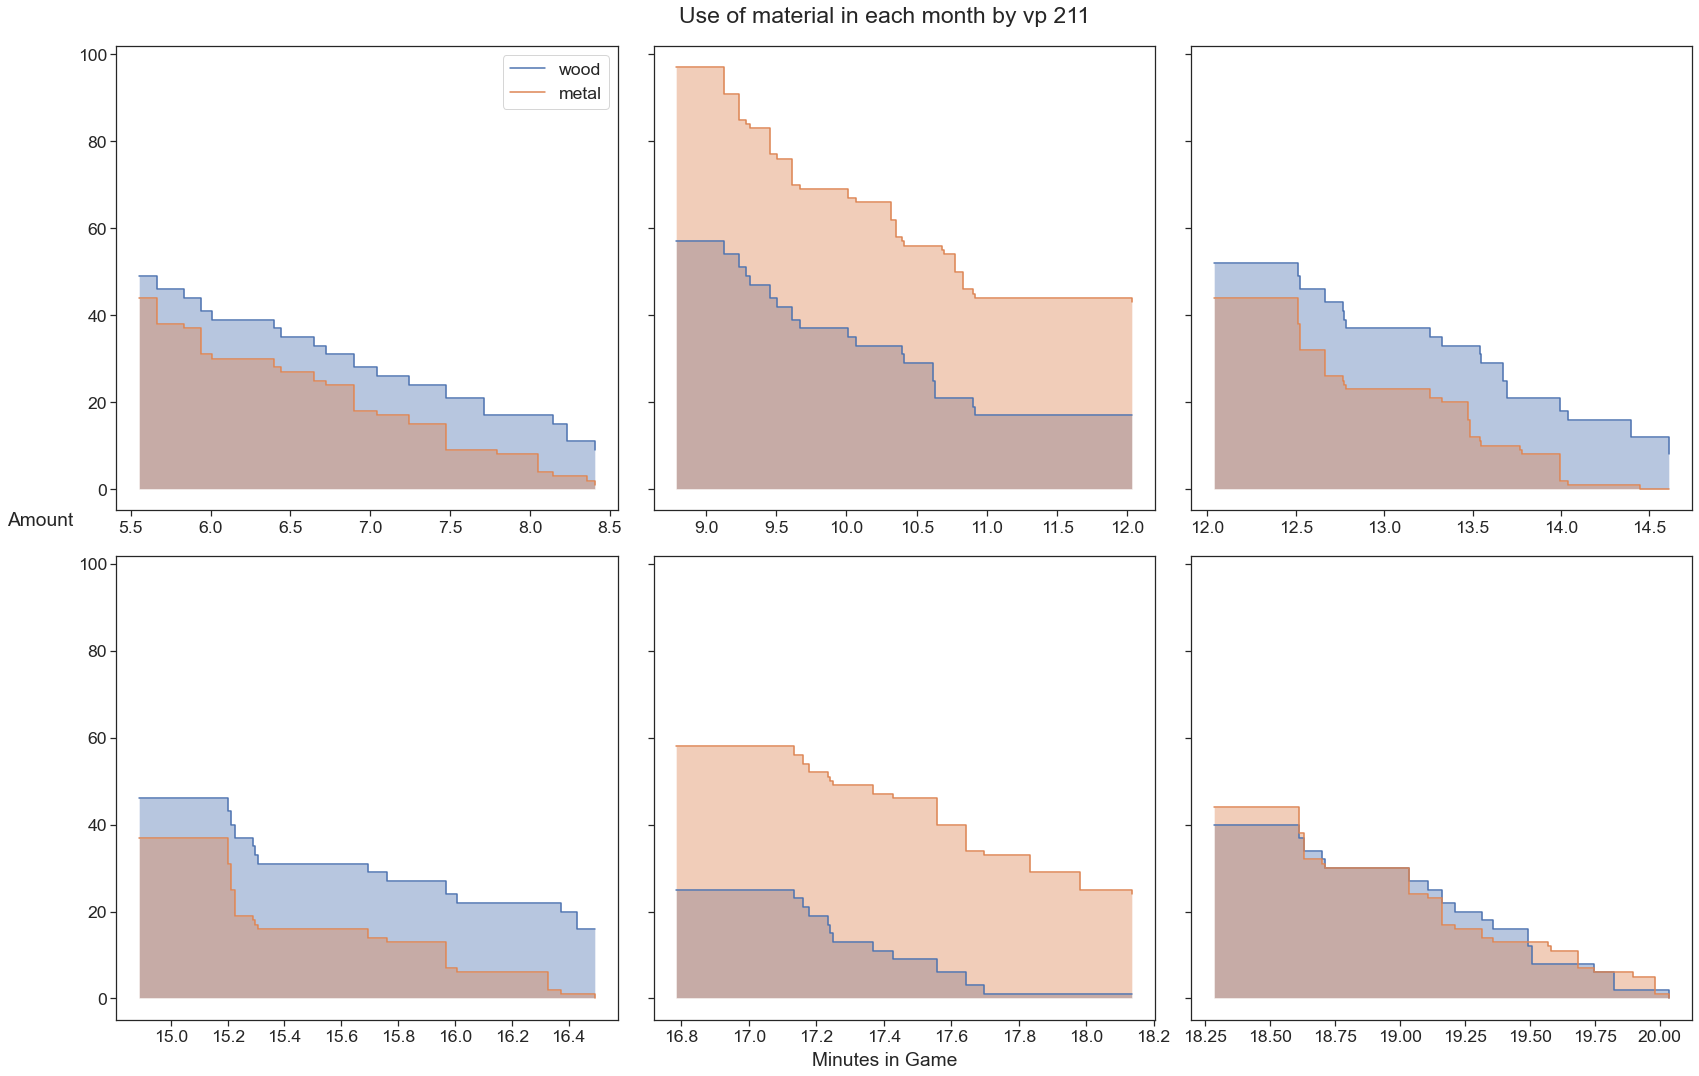 Use of material in each month by vp 211
wood
metal
100
80
60
40
20
0
5.5 6.0 6.5 7.0 7.5 8.0 8.5
9.0 9.5 10.0 10.5 11.0 11.5 12.0
12.0 12.5 13.0 13.5 14.0 14.5
Amount
100
80
60
40
20
0
15.0 15.2 15.4 15.6 15.8 16.0 16.2 16.4
16.8 17.0 17.2 17.4 17.6 17.8 18.0 18.2
18.25 18.50 18.75 19.00 19.25 19.50 19.75 20.00
Minutes in Game